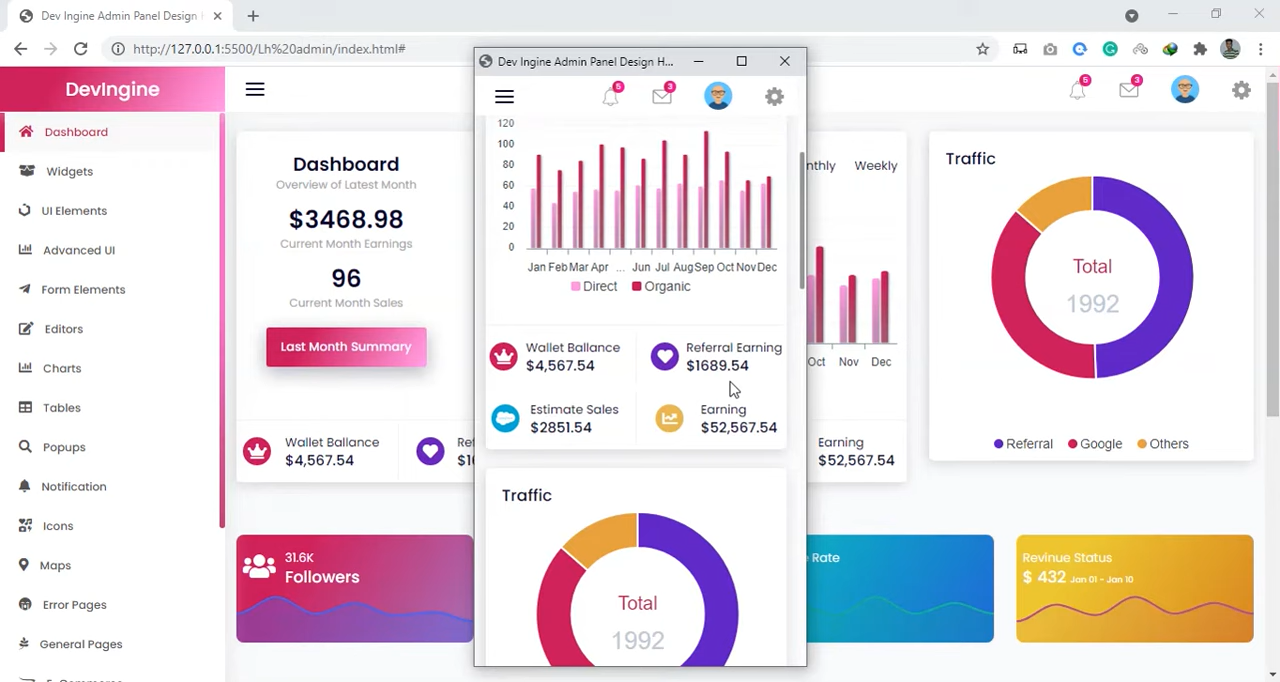 Dev Ingine Admin Panel Design
http://127.0.0.1:5500/Lh%20admin/index.html#
DevIngine
Dashboard
Widgets
UI Elements
Advanced UI
Form Elements
Editors
Charts
Tables
Popups
Notification
Icons
Maps
Error Pages
General Pages
Dashboard
Overview of Latest Month
$3468.98
Current Month Earnings
96
Current Month Sales
Last Month Summary
Wallet Ballance
$4,567.54
31.6K
Followers
Dev Ingine Admin Panel Design H...
5
3
120
100
80
60
40
20
0
Jan Feb Mar Apr ... Jun Jul Aug Sep Oct Nov Dec
Direct Organic
Wallet Ballance
$4,567.54
Referral Earning
$1689.54
Estimate Sales
$2851.54
Earning
$52,567.54
Traffic
Total
1992
5
3
Weekly
Oct Nov Dec
Earning
$52,567.54
Rate
Traffic
Total
1992
Referral Google Others
Revinue Status
$ 432 Jan 01 - Jan 10